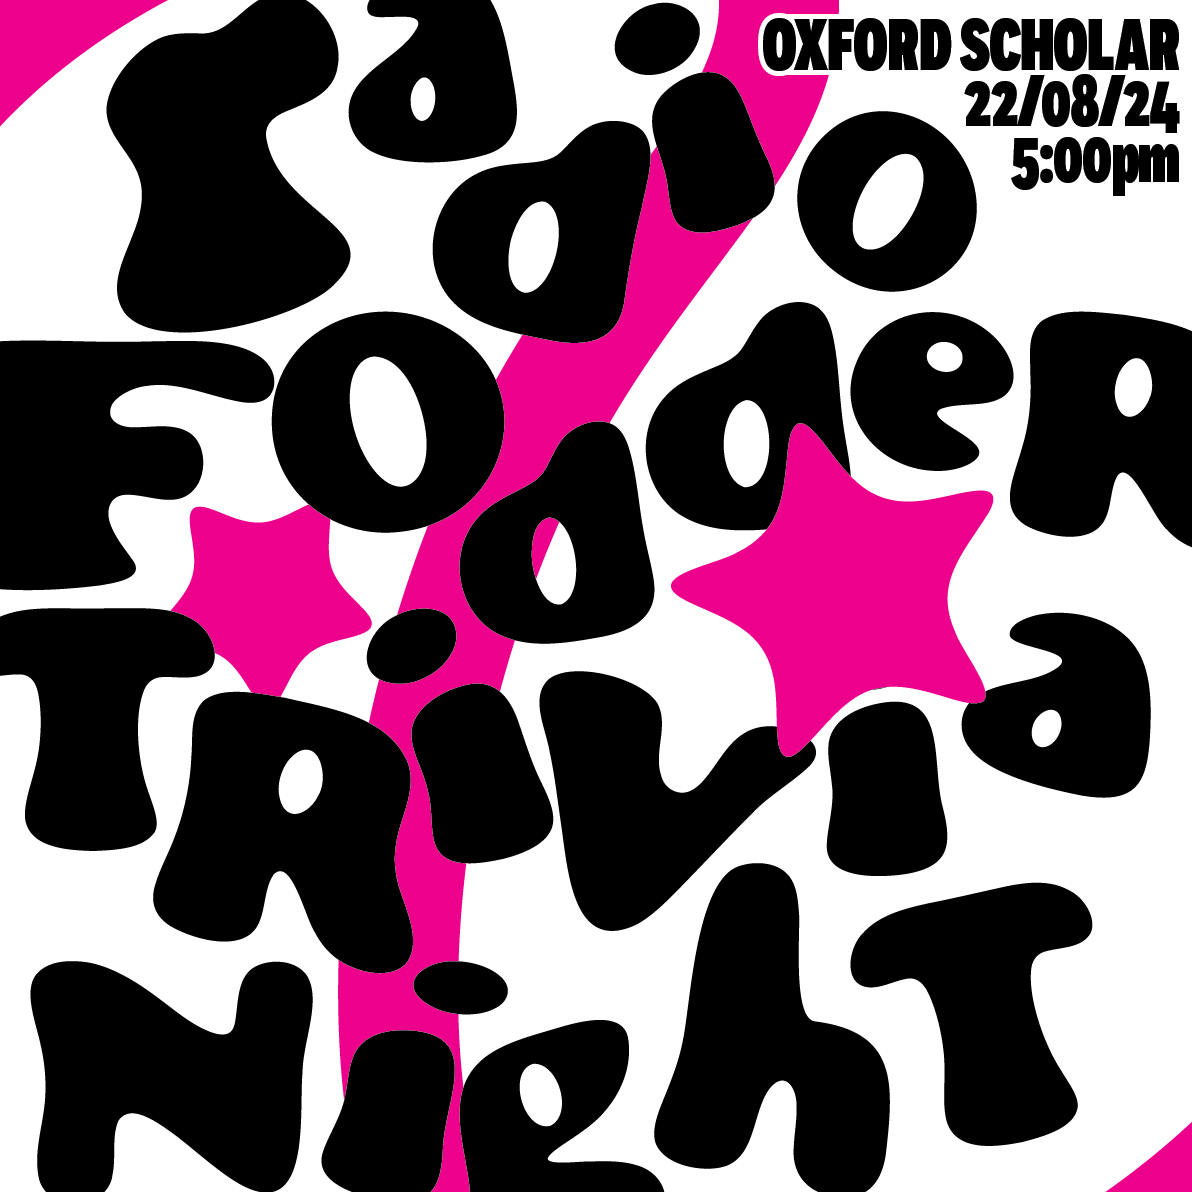 OXFORD SCHOLAR
22/08/24
5:00pm
radio
FoddeR
TRiVia
NighT